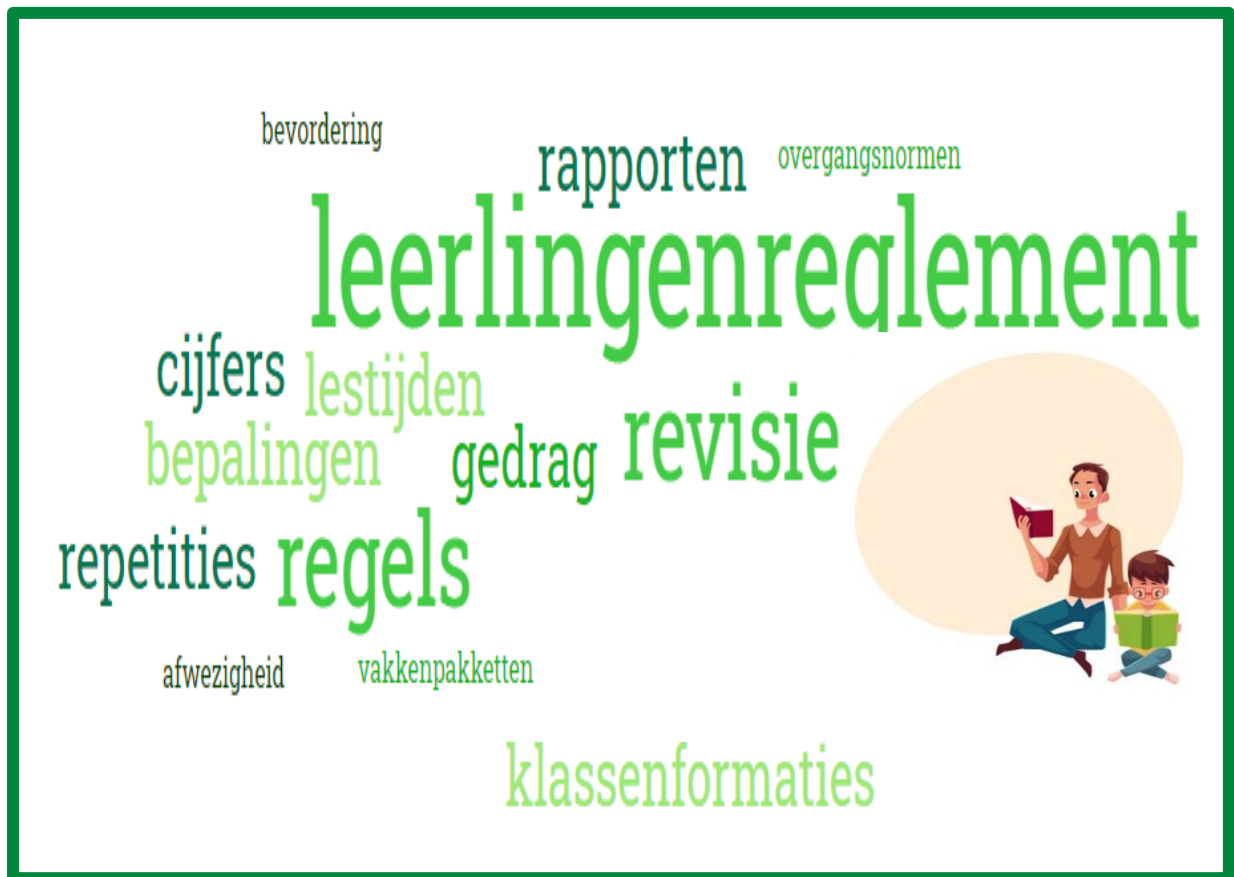 bevordering
rapporten
overgangsnormen
leerlingenreglement
cijfers
lestijden
bepalingen
gedrag
revisie
repetities
regels
afwezigheid
vakkenpakketten
klassenformaties